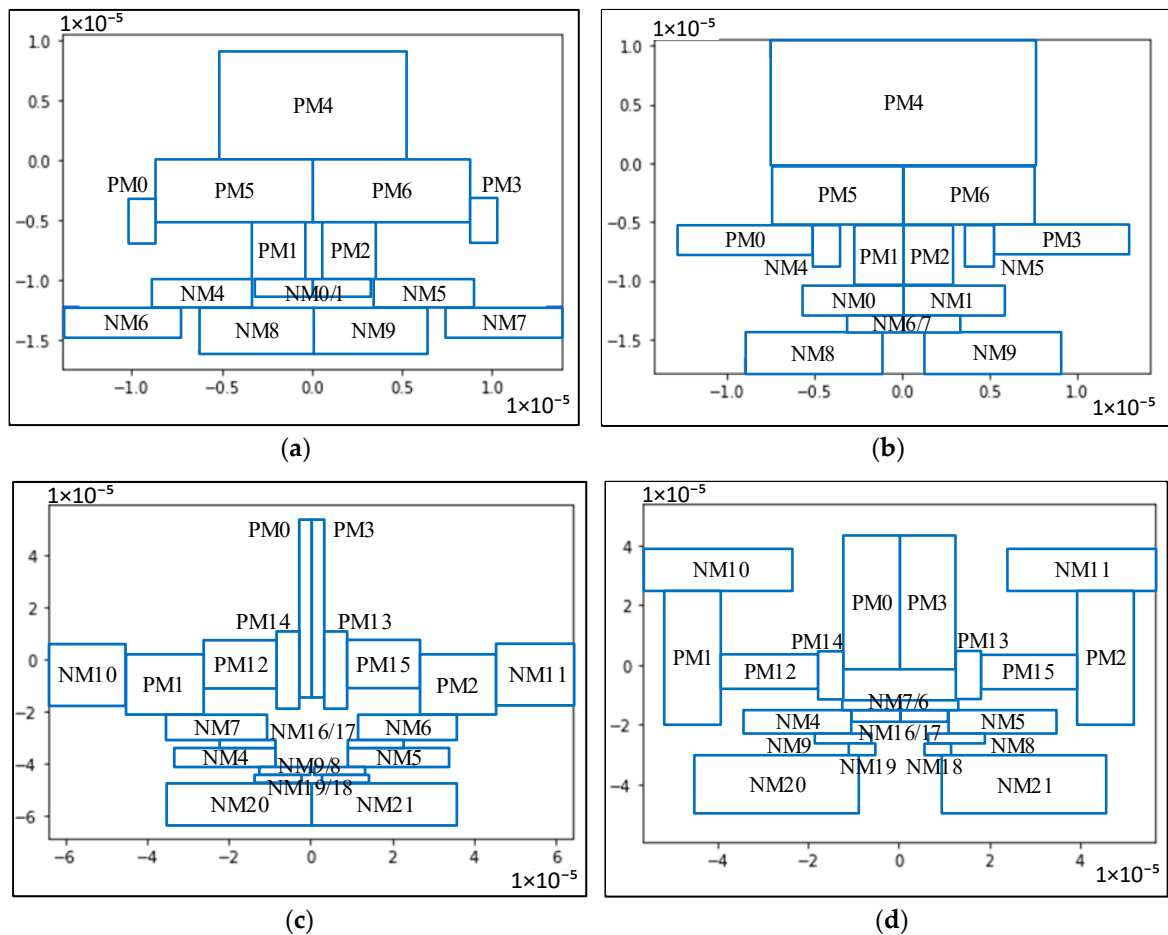 1×10⁻⁵ 1×10⁻⁵
1.0 1.0
PM4 PM4
0.5 0.5
0.0 0.0
PM0 PM5 PM6 PM3 PM5 PM6
−0.5 −0.5
PM1 PM2 PM0 NM4 PM1 PM2 NM5 PM3
−1.0 −1.0
NM4 NM0/1 NM5 NM0 NM1
NM6 NM8 NM9 NM7 NM6/7
−1.5 NM8 NM9 −1.5
−1.0 −0.5 0.0 0.5 1.0 −1.0 −0.5 0.0 0.5 1.0
1×10⁻⁵ 1×10⁻⁵
(a) (b)
1×10⁻⁵ 1×10⁻⁵
PM0 PM3
4 4
NM10 NM11
2 PM0 PM3 2
PM14 PM13 PM14 PM13
0 NM10 PM1 PM12 PM15 PM2 NM11 PM1 PM12 PM15 PM2 0
NM7/6
−2 NM7 NM16/17 NM6 NM4 NM16/17 NM5 −2
NM4 NM9/8 NM5 NM9 NM19 NM18 NM8
−4 NM19/18 −4
NM20 NM21 NM20 NM21
−6
−6 −4 −2 0 2 4 6 −4 −2 0 2 4
1×10⁻⁵ 1×10⁻⁵
(c) (d)